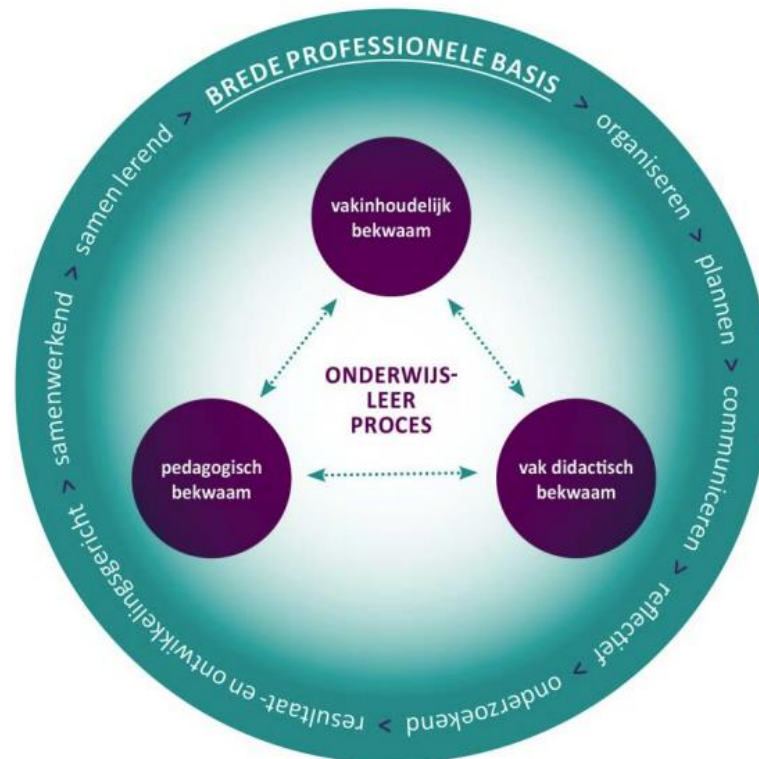 BREDE PROFESSIONELE BASIS > organiseren > plannen > communiceren > reflectief > onderzoekend > resultaat- en ontwikkelingsgericht > samenwerkend > samen lerend >
vakinhoudelijk
bekwaam
ONDERWIJS-
LEER
PROCES
pedagogisch
bekwaam
vak didactisch
bekwaam